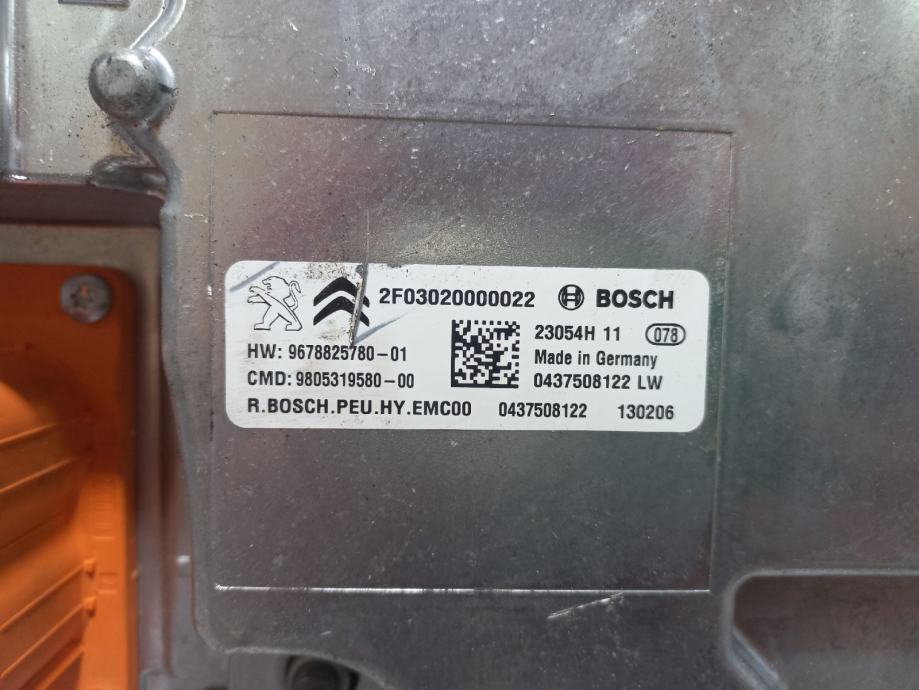 2F03020000022 BOSCH
23054H 11 078
HW: 9678825780-01 Made in Germany
CMD: 9805319580-00 0437508122 LW
R.BOSCH.PEU.HY.EMC00 0437508122 130206